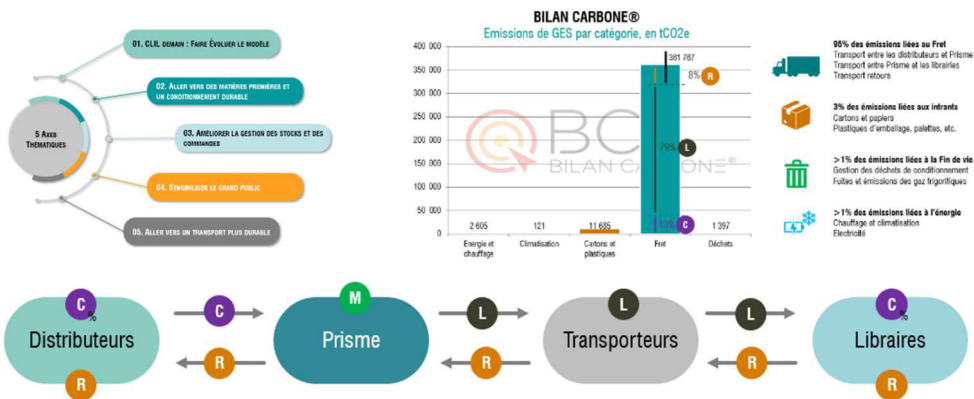 01. CLIL DEMAIN : FAIRE ÉVOLUER LE MODÈLE
02. ALLER VERS DES MATIÈRES PREMIÈRES ET
UN CONDITIONNEMENT DURABLE
5 AXES
THÉMATIQUES
03. AMÉLIORER LA GESTION DES STOCKS ET DES
COMMANDES
04. SENSIBILISER LE GRAND PUBLIC
05. ALLER VERS UN TRANSPORT PLUS DURABLE
BILAN CARBONE®
Emissions de GES par catégorie, en tCO2e
400 000
350 000
300 000
250 000
200 000
150 000
100 000
50 000
0
381 787
8% R
79% L
13% C
BC
BILAN CARBONE®
2 605
121
11 635
1 397
Energie et
chauffage
Climatisation
Cartons et
plastiques
Fret
Déchets
95% des émissions liées au Fret
Transport entre les distributeurs et Prisme
Transport entre Prisme et les librairies
Transport retours
3% des émissions liées aux intrants
Cartons et papiers
Plastiques d'emballage, palettes, etc.
>1% des émissions liées à la Fin de vie
Gestion des déchets de conditionnement
Fuites et émissions des gaz frigorifiques
>1% des émissions liées à l'énergie
Chauffage et climatisation
Electricité
C
%
Distributeurs
R
C
R
M
Prisme
L
R
L
Transporteurs
L
R
C
%
Libraires
R